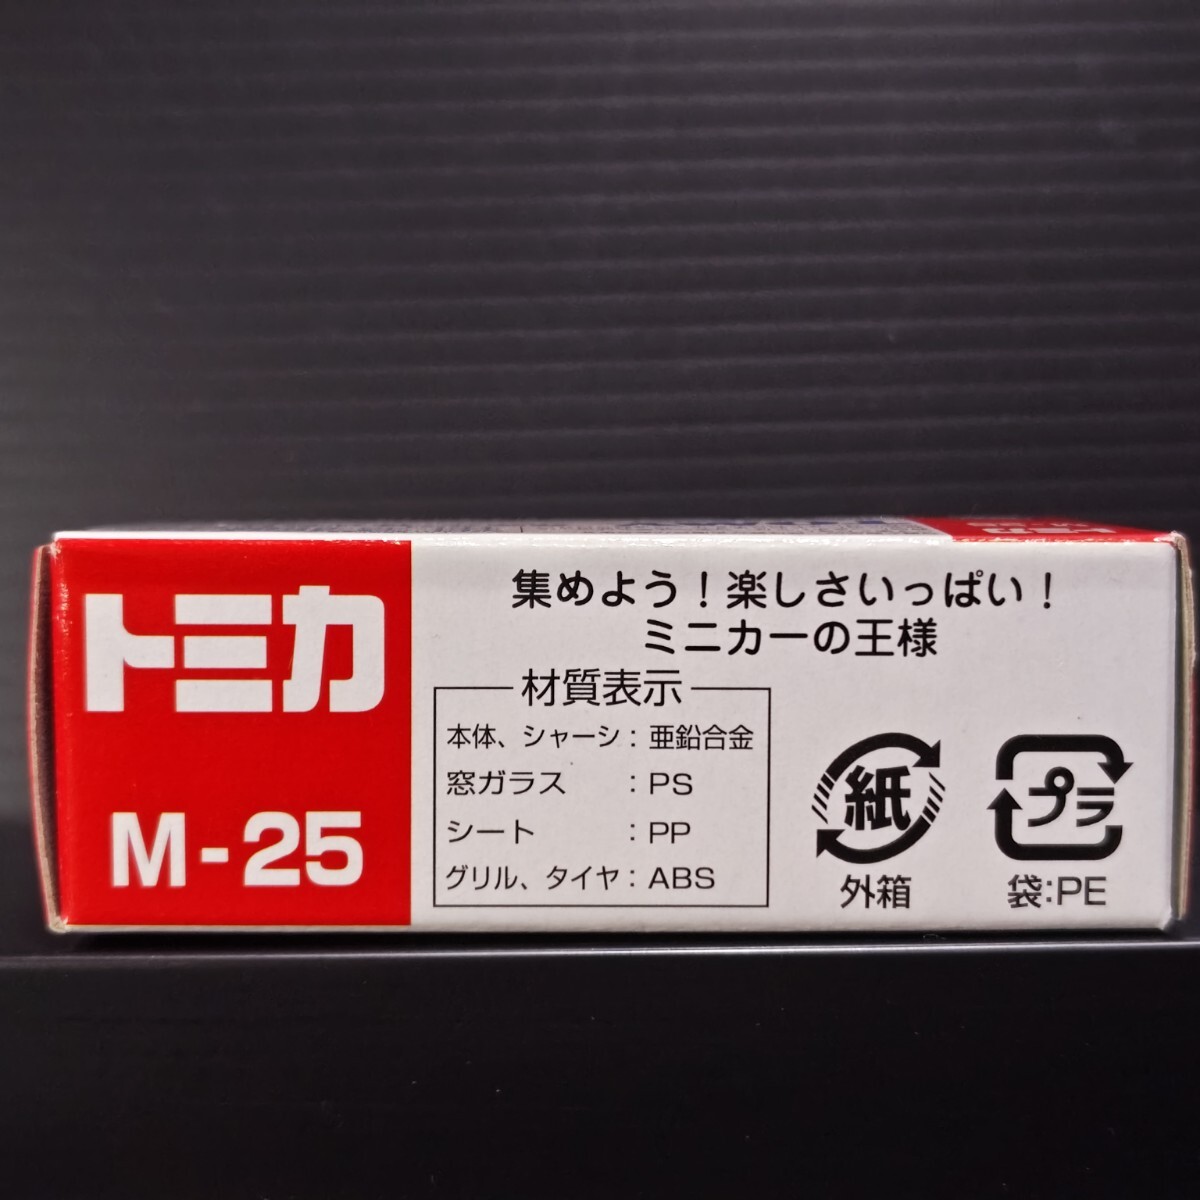 トミカ
M-25
集めよう!楽しさいっぱい!
ミニカーの王様
材質表示
本体、シャーシ:亜鉛合金
窓ガラス:PS
シート:PP
グリル、タイヤ:ABS
紙
外箱
プラ
袋:PE